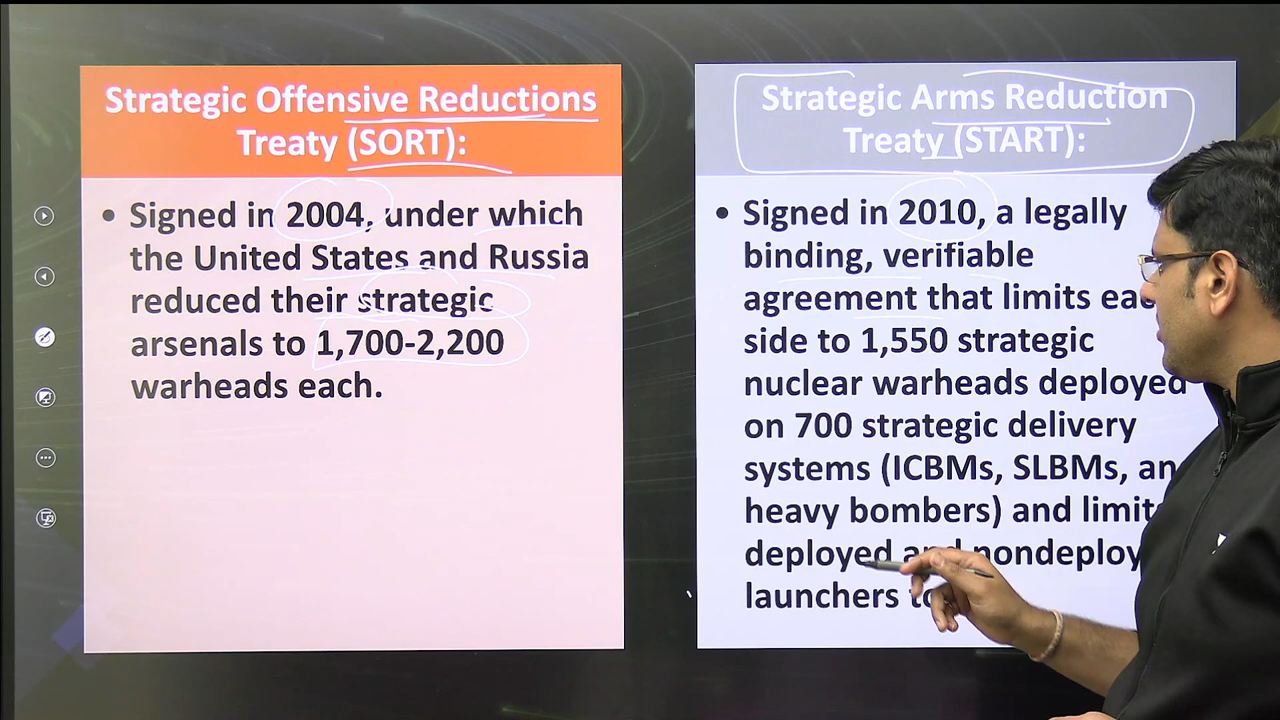 Strategic Offensive Reductions
Treaty (SORT):
• Signed in 2004, under which
the United States and Russia
reduced their strategic
arsenals to 1,700-2,200
warheads each.
Strategic Arms Reduction
Treaty (START):
• Signed in 2010, a legally
binding, verifiable
agreement that limits
side to 1,550 strategic
nuclear warheads deployed
on 700 strategic delivery
systems (ICBMs, SLBMs,
heavy bombers) and
deployed and
launchers